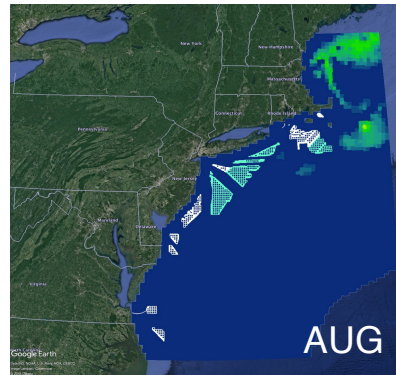 New York
New Hampshire
Massachusetts
Connecticut
Rhode Island
Pennsylvania
New Jersey
Maryland
Delaware
Virginia
AUG
Google Earth